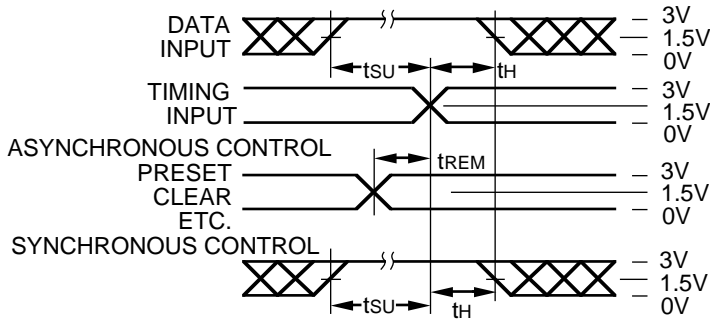 DATA INPUT
3V
1.5V
0V
tSU
tH
TIMING INPUT
3V
1.5V
0V
ASYNCHRONOUS CONTROL
tREM
PRESET
CLEAR
ETC.
3V
1.5V
0V
SYNCHRONOUS CONTROL
3V
1.5V
0V
tSU
tH